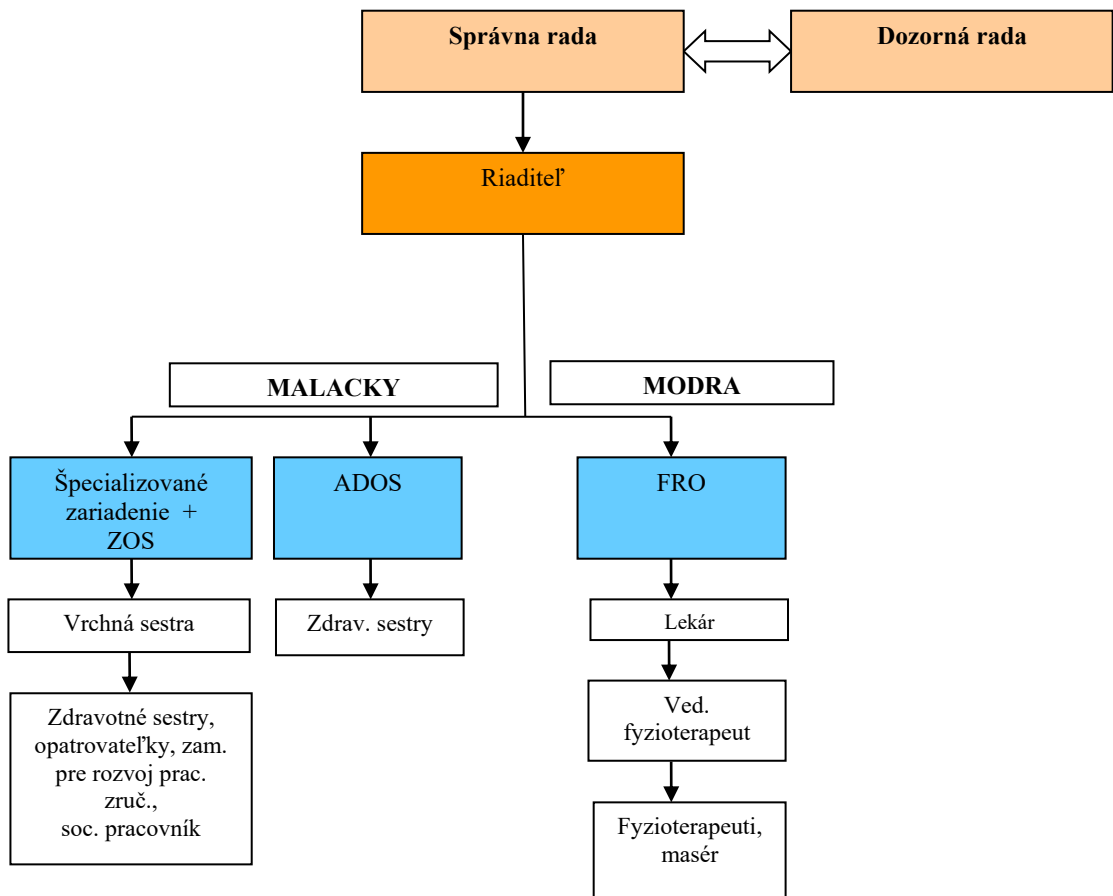 Správna rada
Dozorná rada
Riaditeľ
MALACKY
MODRA
Špecializované
zariadenie +
ZOS
ADOS
FRO
Vrchná sestra
Zdrav. sestry
Lekár
Zdravotné sestry,
opatrovateľky, zam.
pre rozvoj prac.
zruč.,
soc. pracovník
Ved.
fyzioterapeut
Fyzioterapeuti,
masér